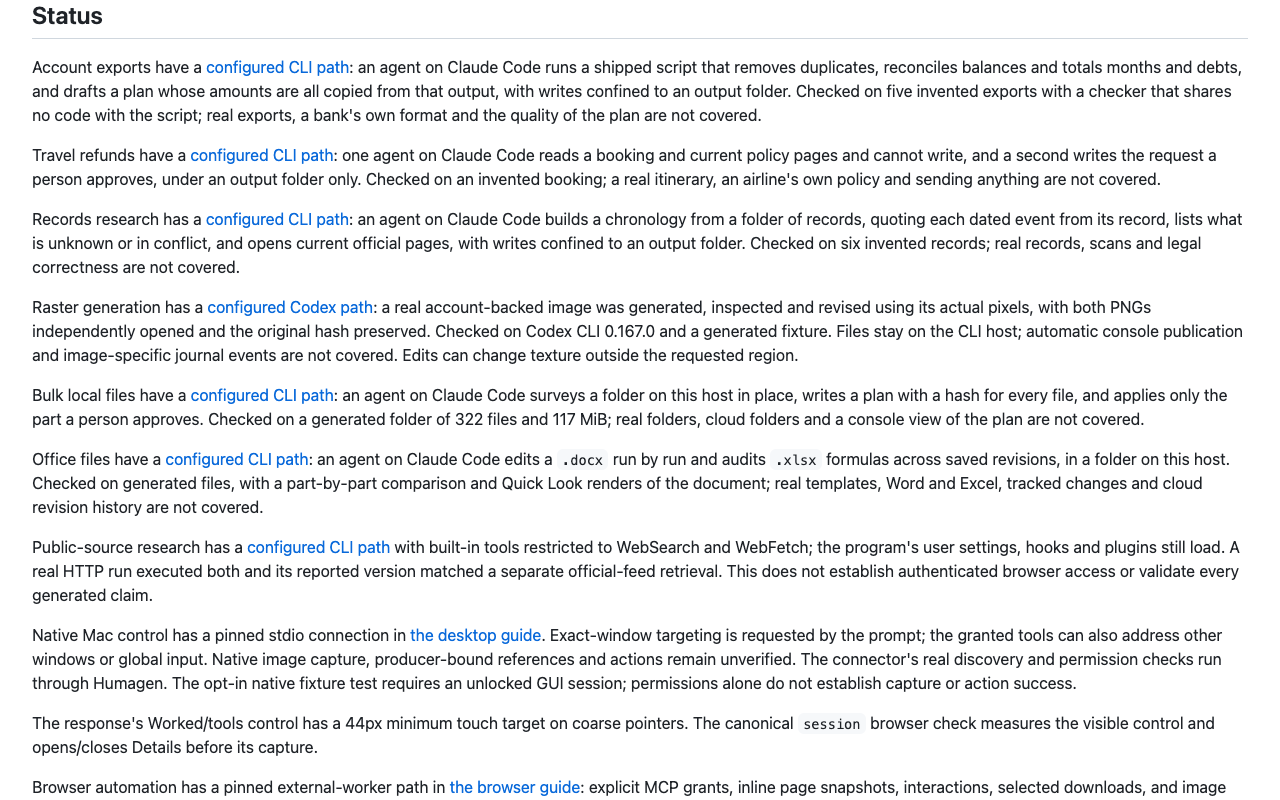 Status
Account exports have a configured CLI path: an agent on Claude Code runs a shipped script that removes duplicates, reconciles balances and totals months and debts,
and drafts a plan whose amounts are all copied from that output, with writes confined to an output folder. Checked on five invented exports with a checker that shares
no code with the script; real exports, a bank's own format and the quality of the plan are not covered.
Travel refunds have a configured CLI path: one agent on Claude Code reads a booking and current policy pages and cannot write, and a second writes the request a
person approves, under an output folder only. Checked on an invented booking; a real itinerary, an airline's own policy and sending anything are not covered.
Records research has a configured CLI path: an agent on Claude Code builds a chronology from a folder of records, quoting each dated event from its record, lists what
is unknown or in conflict, and opens current official pages, with writes confined to an output folder. Checked on six invented records; real records, scans and legal
correctness are not covered.
Raster generation has a configured Codex path: a real account-backed image was generated, inspected and revised using its actual pixels, with both PNGs
independently opened and the original hash preserved. Checked on Codex CLI 0.167.0 and a generated fixture. Files stay on the CLI host; automatic console publication
and image-specific journal events are not covered. Edits can change texture outside the requested region.
Bulk local files have a configured CLI path: an agent on Claude Code surveys a folder on this host in place, writes a plan with a hash for every file, and applies only the
part a person approves. Checked on a generated folder of 322 files and 117 MiB; real folders, cloud folders and a console view of the plan are not covered.
Office files have a configured CLI path: an agent on Claude Code edits a .docx run by run and audits .xlsx formulas across saved revisions, in a folder on this host.
Checked on generated files, with a part-by-part comparison and Quick Look renders of the document; real templates, Word and Excel, tracked changes and cloud
revision history are not covered.
Public-source research has a configured CLI path with built-in tools restricted to WebSearch and WebFetch; the program's user settings, hooks and plugins still load. A
real HTTP run executed both and its reported version matched a separate official-feed retrieval. This does not establish authenticated browser access or validate every
generated claim.
Native Mac control has a pinned stdio connection in the desktop guide. Exact-window targeting is requested by the prompt; the granted tools can also address other
windows or global input. Native image capture, producer-bound references and actions remain unverified. The connector's real discovery and permission checks run
through Humagen. The opt-in native fixture test requires an unlocked GUI session; permissions alone do not establish capture or action success.
The response's Worked/tools control has a 44px minimum touch target on coarse pointers. The canonical session browser check measures the visible control and
opens/closes Details before its capture.
Browser automation has a pinned external-worker path in the browser guide: explicit MCP grants, inline page snapshots, interactions, selected downloads, and image